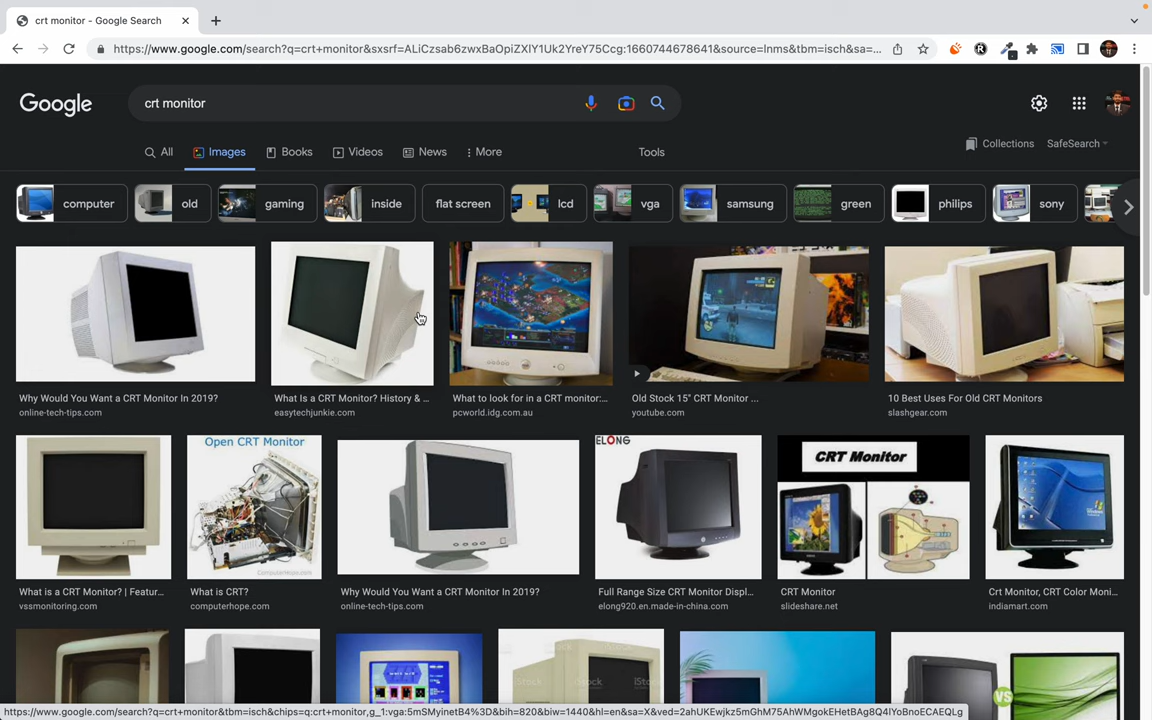 crt monitor - Google Search
https://www.google.com/search?q=crt+monitor&sxsrf=ALiCzsab6zwxBaOpiZXlY1Uk2YreY75Ccg:1660744678641&source=lnms&tbm=isch&sa=...
Google
crt monitor
All
Images
Books
Videos
News
More
Tools
Collections
SafeSearch
computer
old
gaming
inside
flat screen
lcd
vga
samsung
green
philips
sony
Why Would You Want a CRT Monitor In 2019?
online-tech-tips.com
What Is a CRT Monitor? History & ...
easytechjunkie.com
What to look for in a CRT monitor:...
pcworld.idg.com.au
Old Stock 15" CRT Monitor ...
youtube.com
10 Best Uses For Old CRT Monitors
slashgear.com
Open CRT Monitor
ComputerHope.com
ELONG
CRT Monitor
What is a CRT Monitor? | Featur...
vssmonitoring.com
What is CRT?
computerhope.com
Why Would You Want a CRT Monitor In 2019?
online-tech-tips.com
Full Range Size CRT Monitor Displ...
elong920.en.made-in-china.com
CRT Monitor
slideshare.net
Crt Monitor, CRT Color Moni...
indiamart.com
iStock
VS
https://www.google.com/search?q=crt+monitor&tbm=isch&chips=q:crt+monitor,g_1:vga:5mSMyinetB4%3D&bih=820&biw=1440&hl=en&sa=X&ved=2ahUKEwjkz5mGhM75AhWMgokEHetBAg8Q4lYoBnoECAEQLg